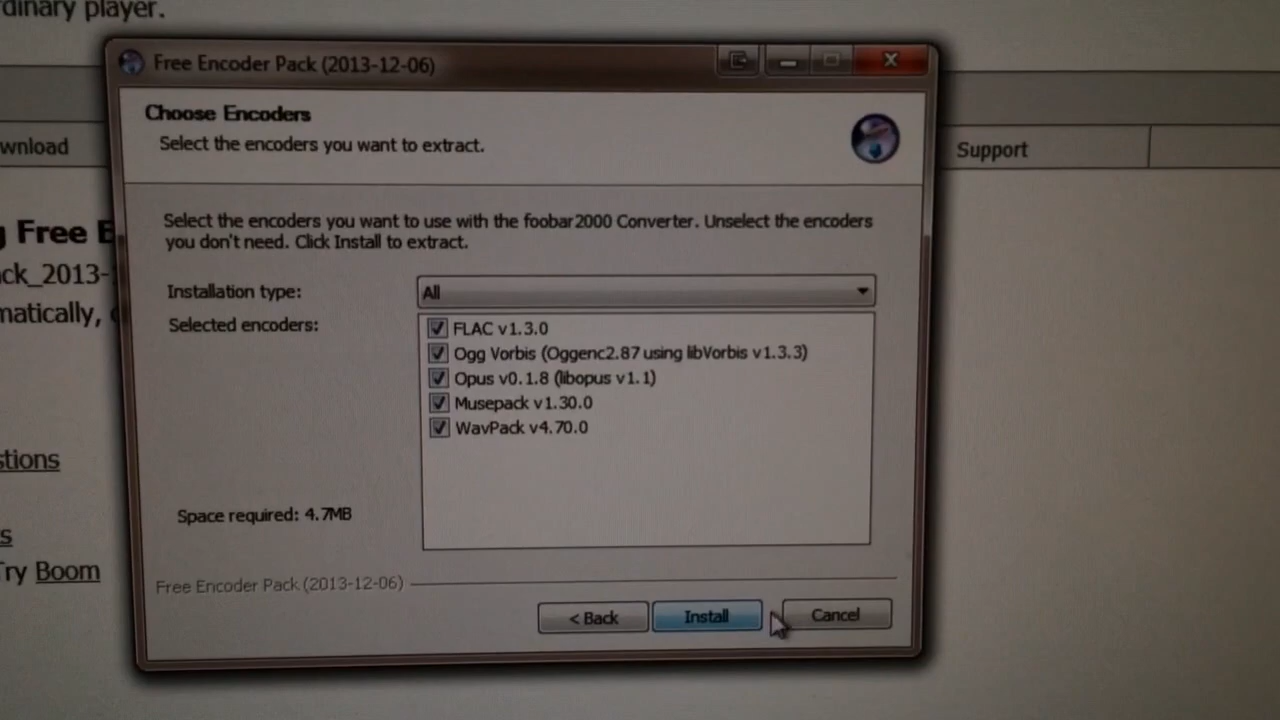 dinary player.
Free Encoder Pack (2013-12-06)
Choose Encoders
Select the encoders you want to extract.
wnload
Support
Select the encoders you want to use with the foobar2000 Converter. Unselect the encoders
you don't need. Click Install to extract.
g Free E
ack_2013-
matically,
Installation type:
All
Selected encoders:
FLAC v1.3.0
Ogg Vorbis (Oggenc2.87 using libVorbis v1.3.3)
Opus v0.1.8 (libopus v1.1)
Musepack v1.30.0
WavPack v4.70.0
stions
Space required: 4.7MB
s
Try Boom
Free Encoder Pack (2013-12-06)
< Back
Install
Cancel